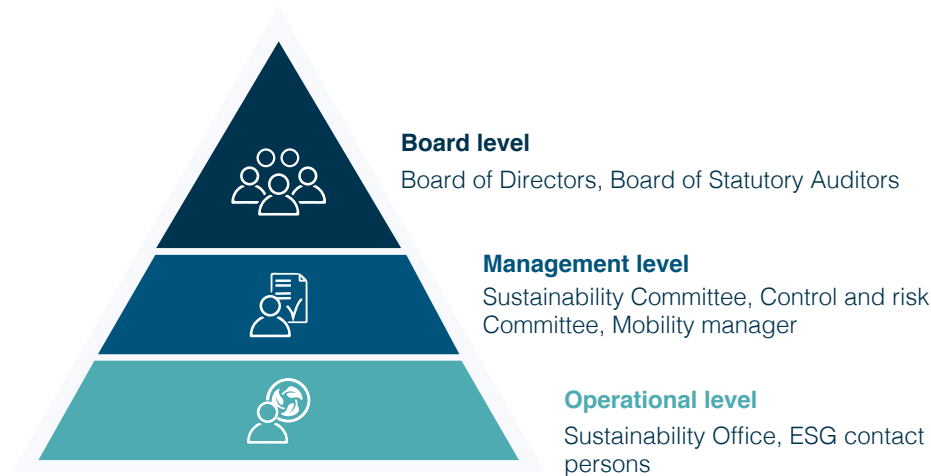 Board level
Board of Directors, Board of Statutory Auditors
Management level
Sustainability Committee, Control and risk
Committee, Mobility manager
Operational level
Sustainability Office, ESG contact
persons